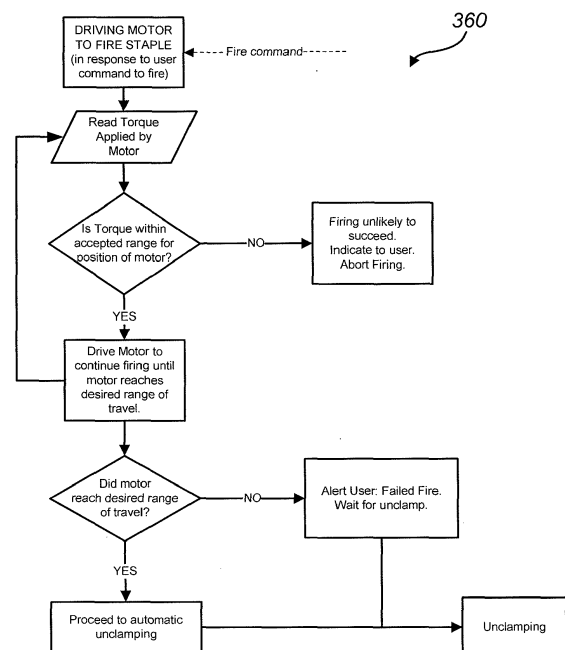 360
DRIVING MOTOR
TO FIRE STAPLE
(in response to user
command to fire)
Fire command
Read Torque
Applied by
Motor
Is Torque within
accepted range for
position of motor?
NO
Firing unlikely to
succeed.
Indicate to user.
Abort Firing.
YES
Drive Motor to
continue firing until
motor reaches
desired range of
travel.
Did motor
reach desired range
of travel?
NO
Alert User: Failed Fire.
Wait for unclamp.
YES
Proceed to automatic
unclamping
Unclamping